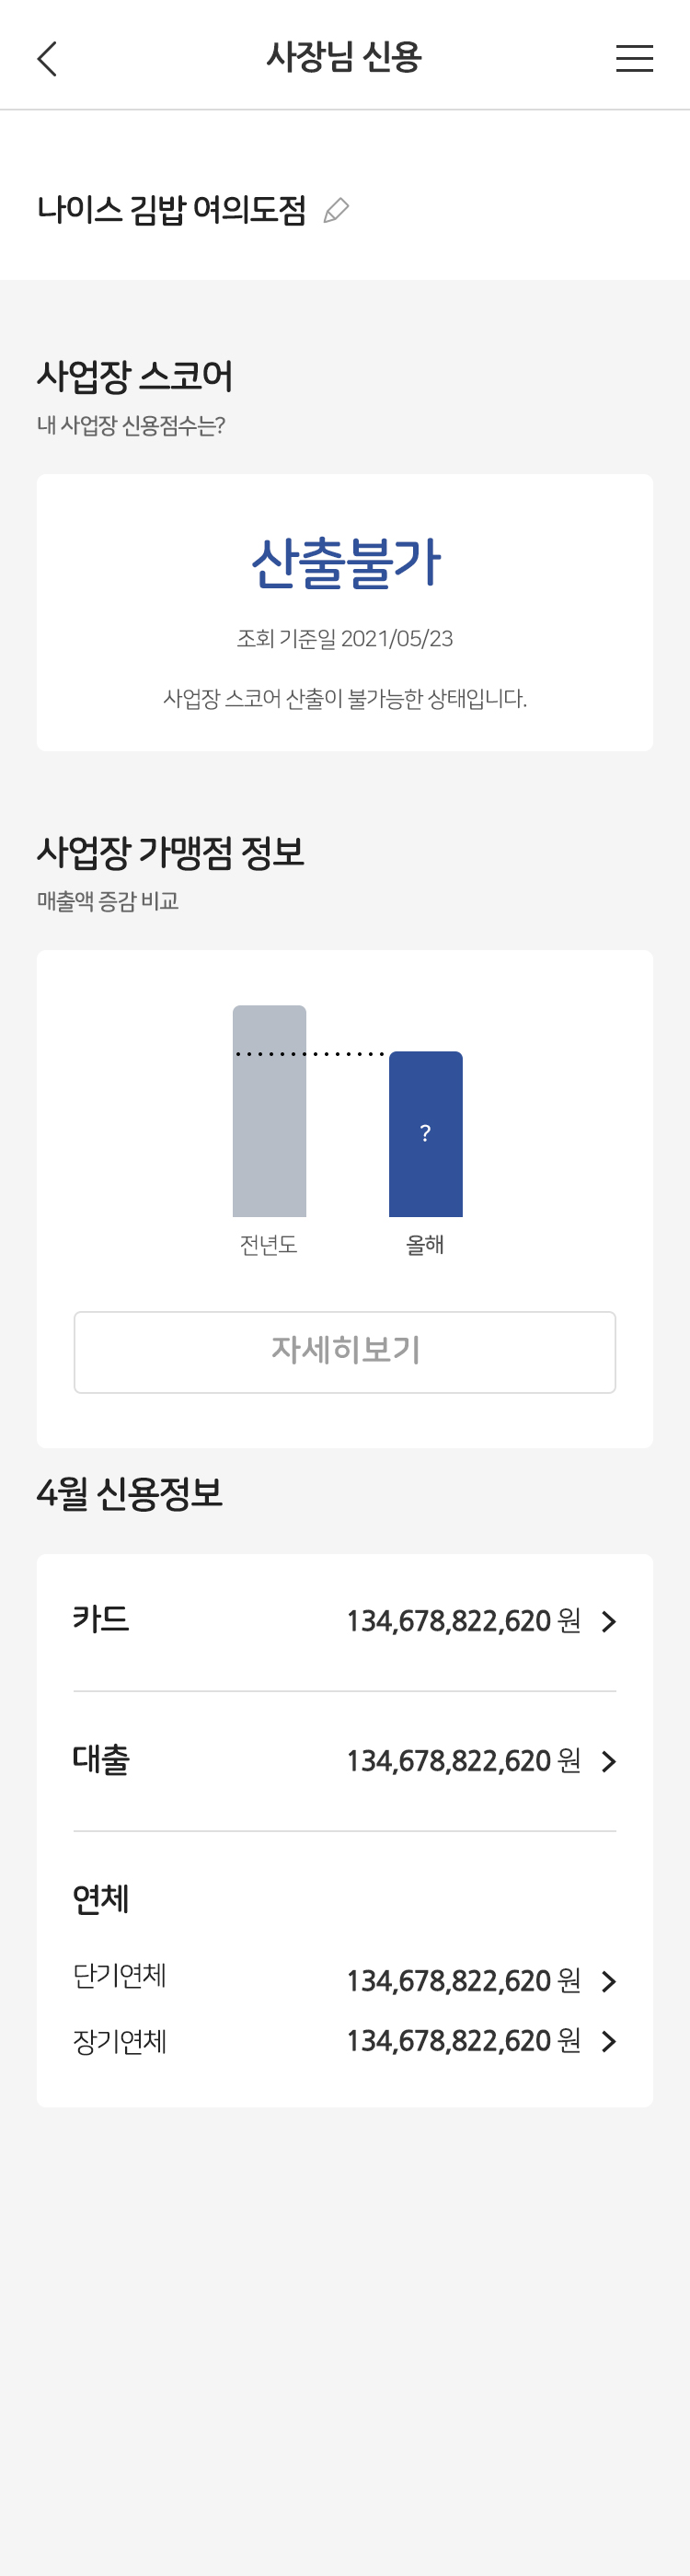 사장님 신용
나이스 김밥 여의도점
사업장 스코어
내 사업장 신용점수는?
산출불가
조회 기준일 2021/05/23
사업장 스코어 산출이 불가능한 상태입니다.
사업장 가맹점 정보
매출액 증감 비교
?
전년도 올해
자세히보기
4월 신용정보
카드 134,678,822,620 원
대출 134,678,822,620 원
연체
단기연체 134,678,822,620 원
장기연체 134,678,822,620 원